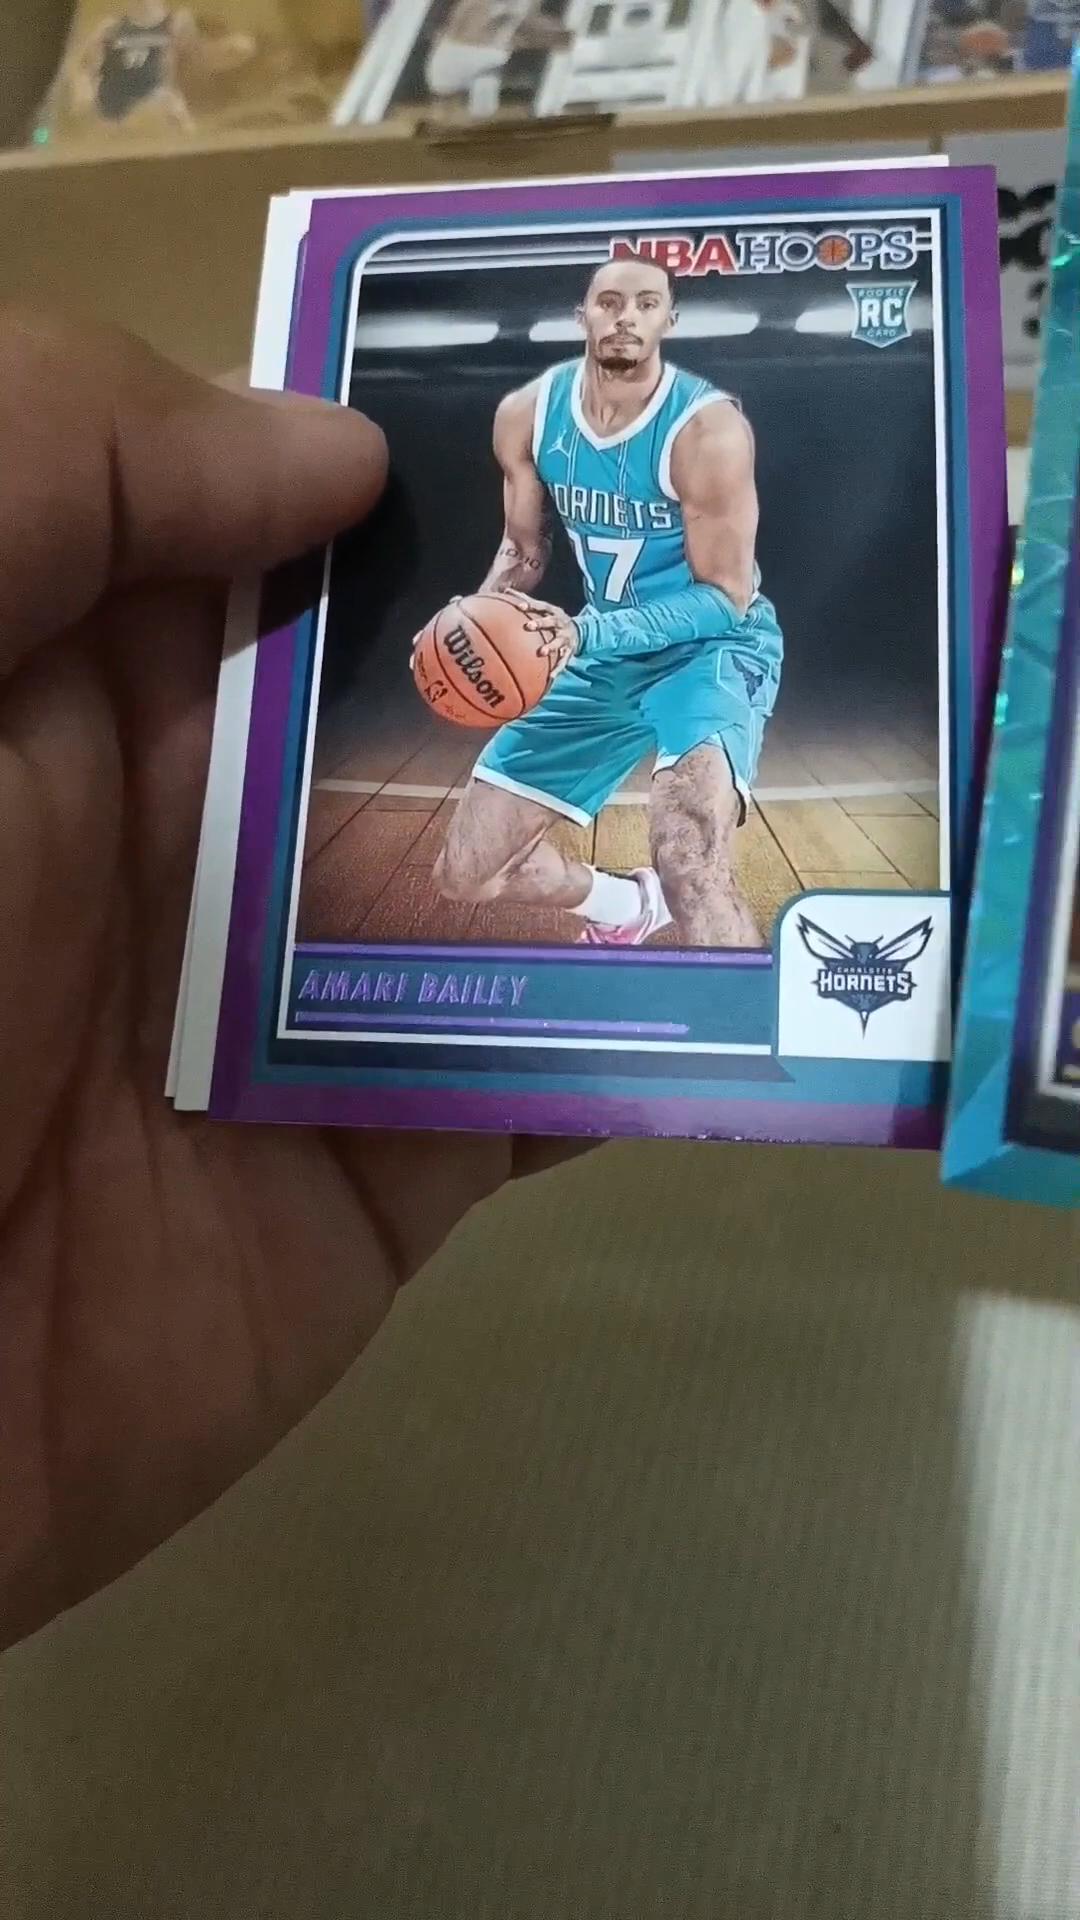 NBA HOOPS
ROOKIE
RC
CARD
HORNETS
17
Wilson
AMARI BAILEY
CHARLOTTE
HORNETS